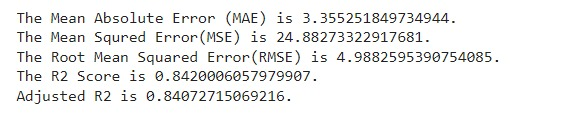 The Mean Absolute Error (MAE) is 3.355251849734944.
The Mean Squred Error(MSE) is 24.88273322917681.
The Root Mean Squared Error(RMSE) is 4.9882595390754085.
The R2 Score is 0.8420006057979907.
Adjusted R2 is 0.84072715069216.